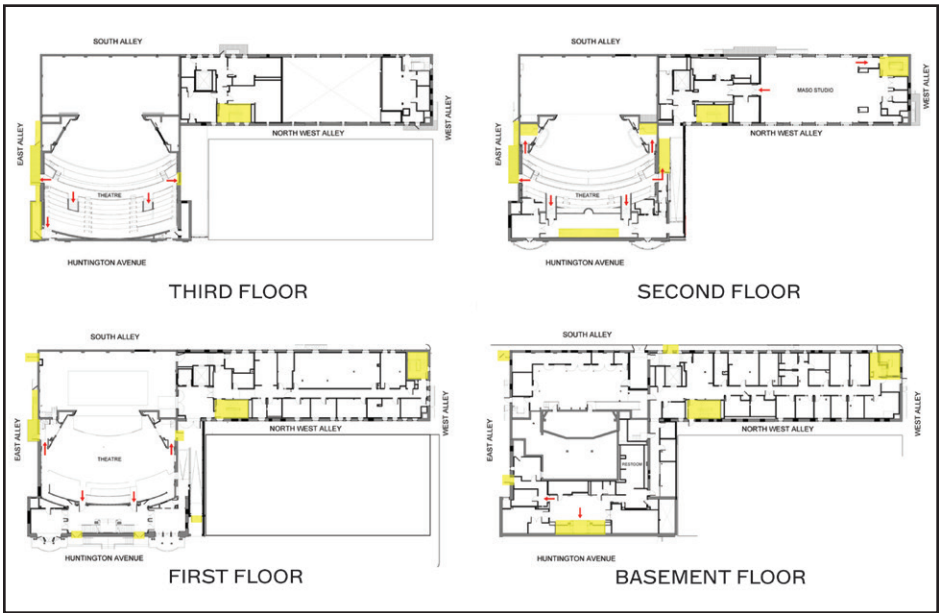 SOUTH ALLEY
EAST ALLEY
WEST ALLEY
NORTH WEST ALLEY
THEATRE
HUNTINGTON AVENUE
THIRD FLOOR
SOUTH ALLEY
EAST ALLEY
MASO STUDIO
WEST ALLEY
NORTH WEST ALLEY
THEATRE
HUNTINGTON AVENUE
SECOND FLOOR
SOUTH ALLEY
EAST ALLEY
WEST ALLEY
NORTH WEST ALLEY
THEATRE
HUNTINGTON AVENUE
FIRST FLOOR
SOUTH ALLEY
EAST ALLEY
WEST ALLEY
NORTH WEST ALLEY
RESTROOM
HUNTINGTON AVENUE
BASEMENT FLOOR